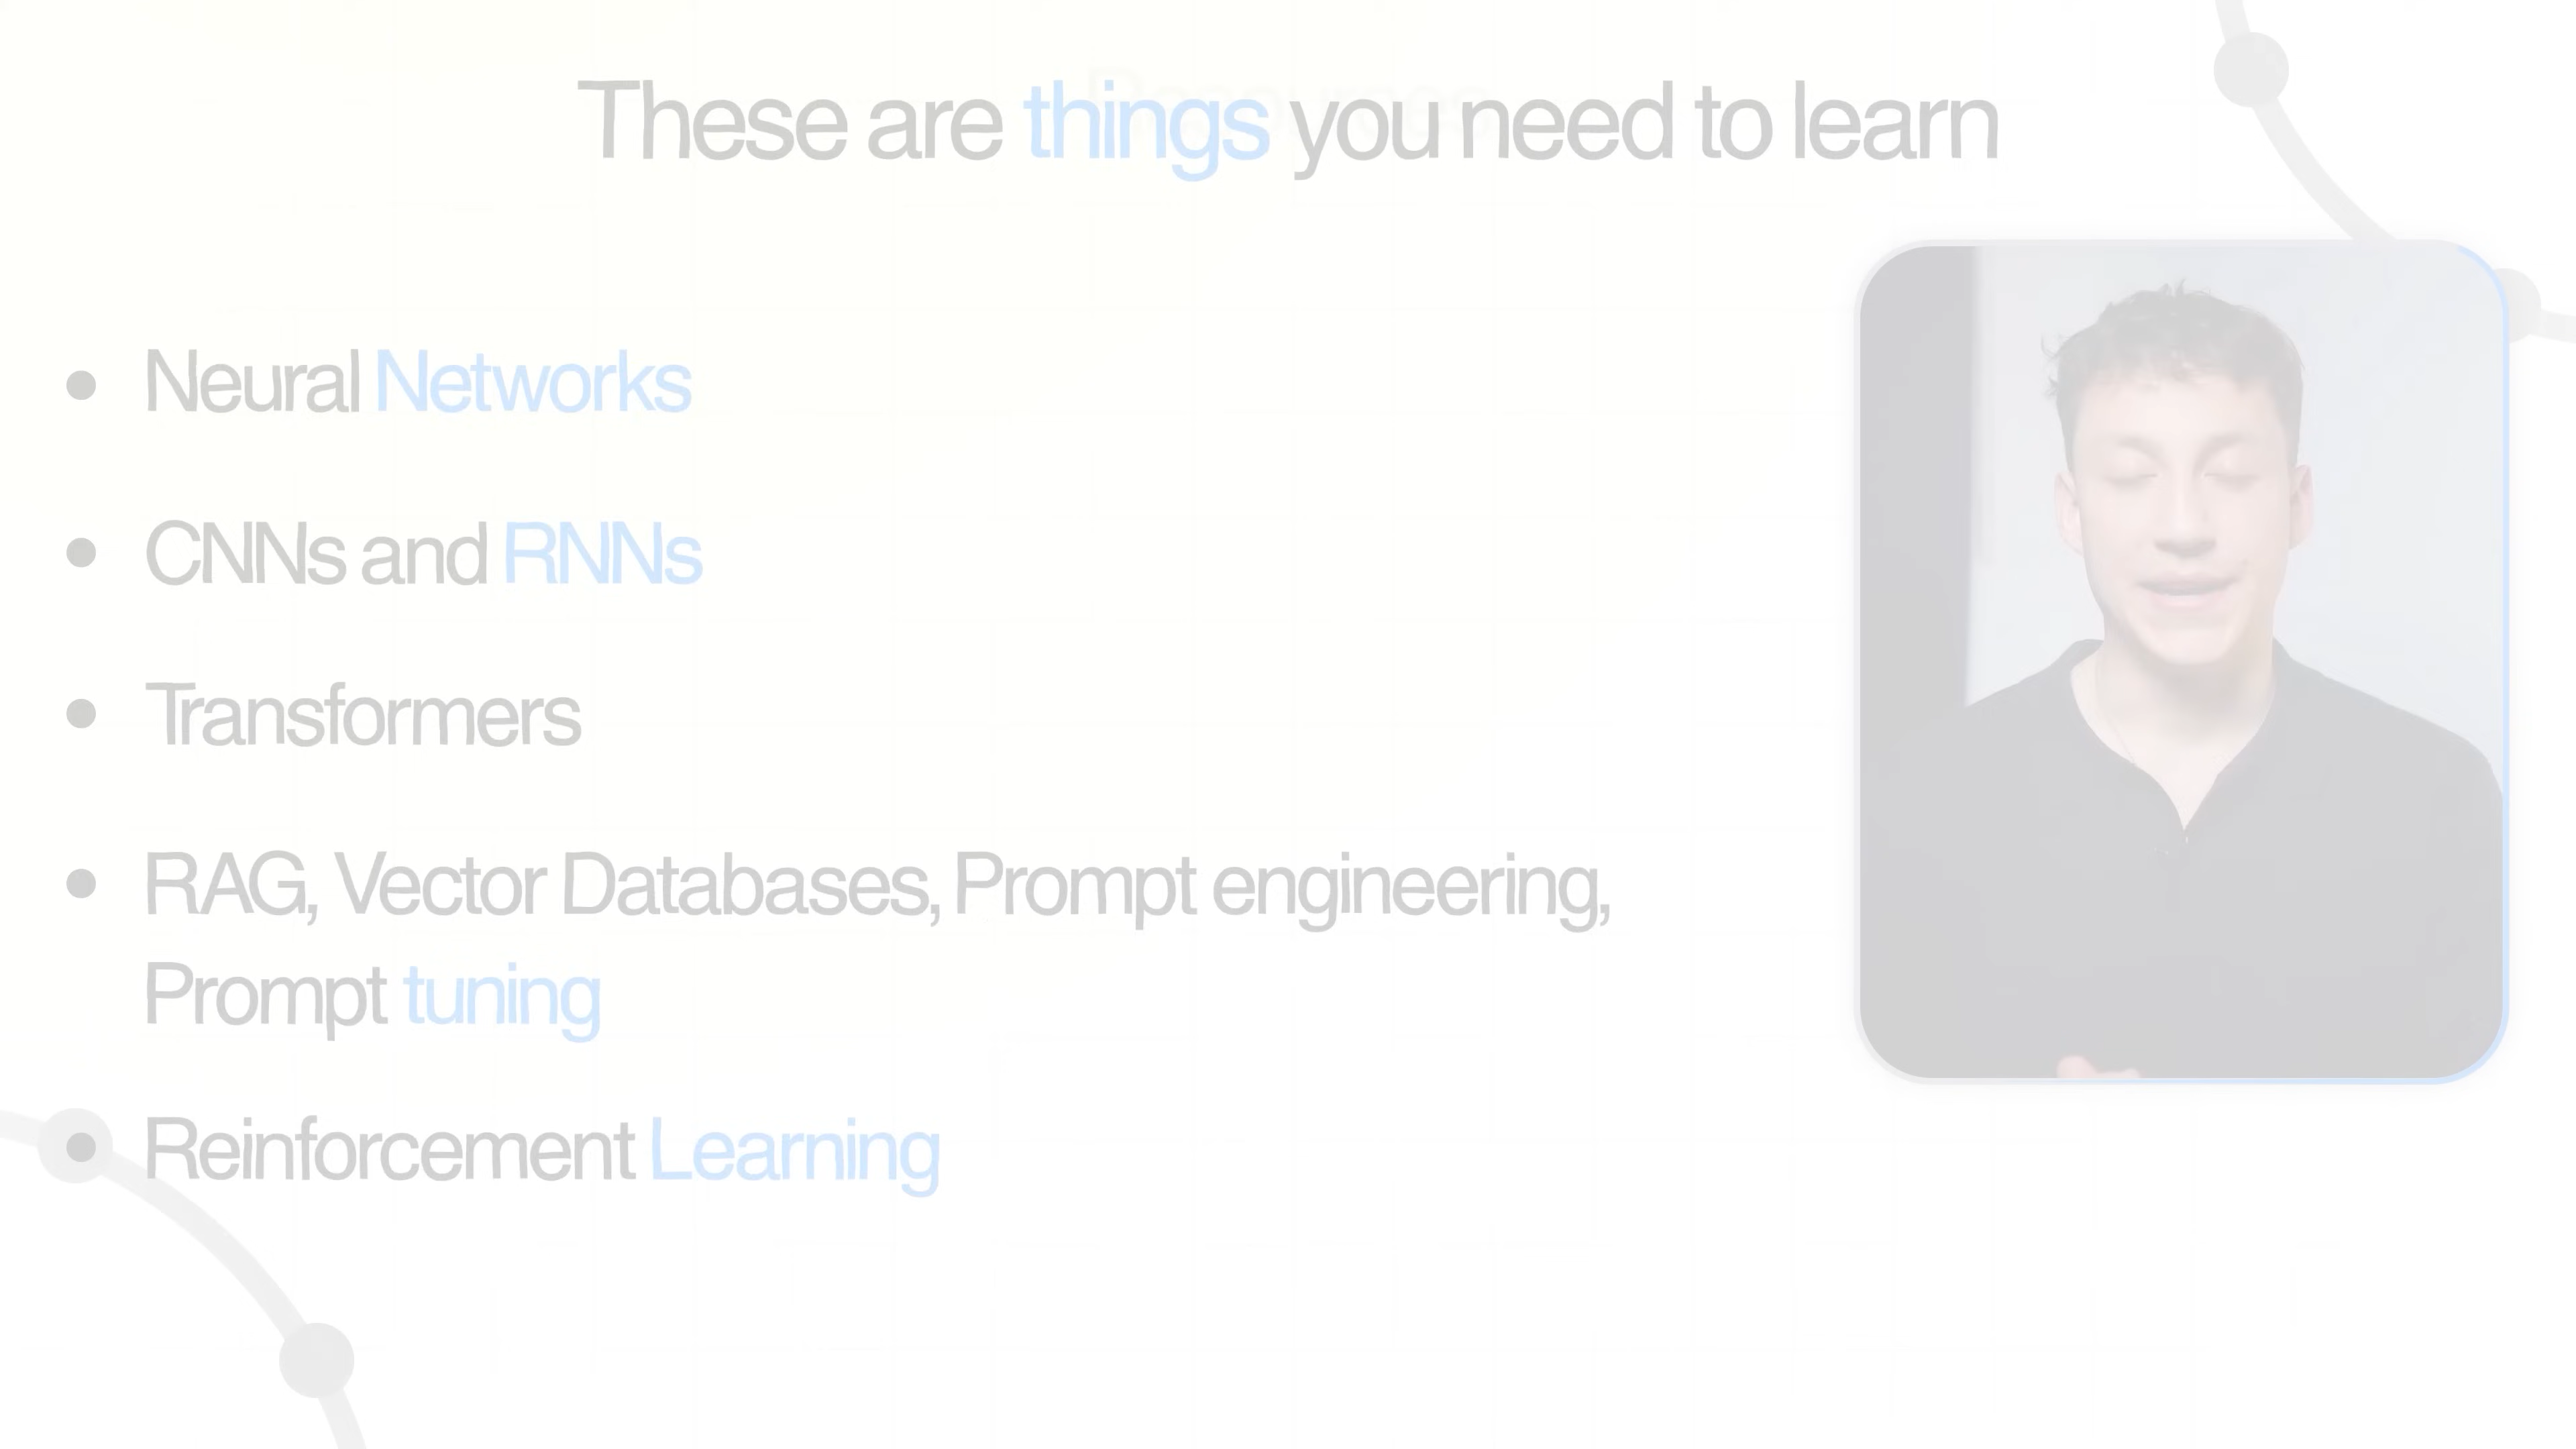 These are things you need to learn
Neural Networks
CNNs and RNNs
Transformers
RAG, Vector Databases, Prompt engineering,
Prompt tuning
Reinforcement Learning